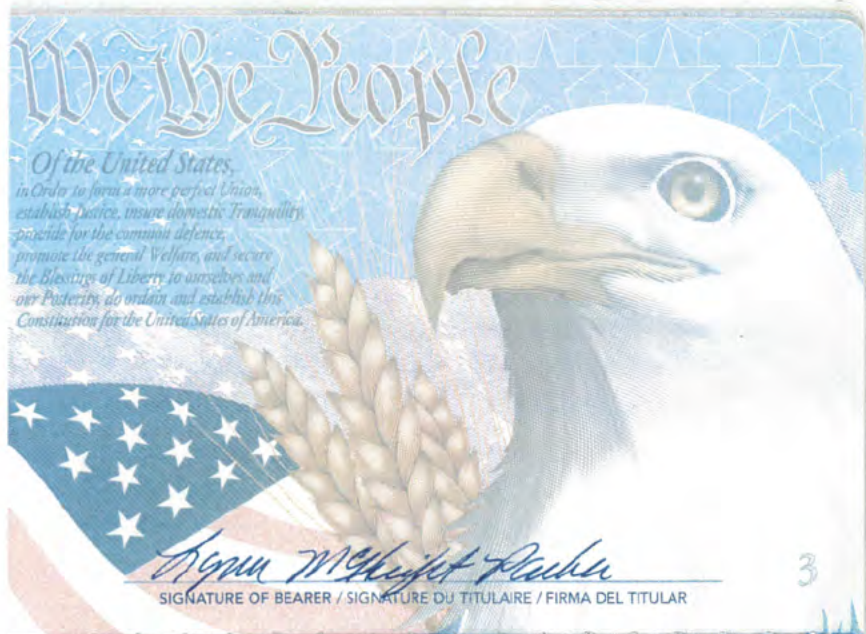 We the People
Of the United States,
in Order to form a more perfect Union,
establish Justice, insure domestic Tranquility,
provide for the common defence,
promote the general Welfare, and secure
the Blessings of Liberty to ourselves and
our Posterity, do ordain and establish this
Constitution for the United States of America.
Lynn McKnight Parker
SIGNATURE OF BEARER / SIGNATURE DU TITULAIRE / FIRMA DEL TITULAR
3